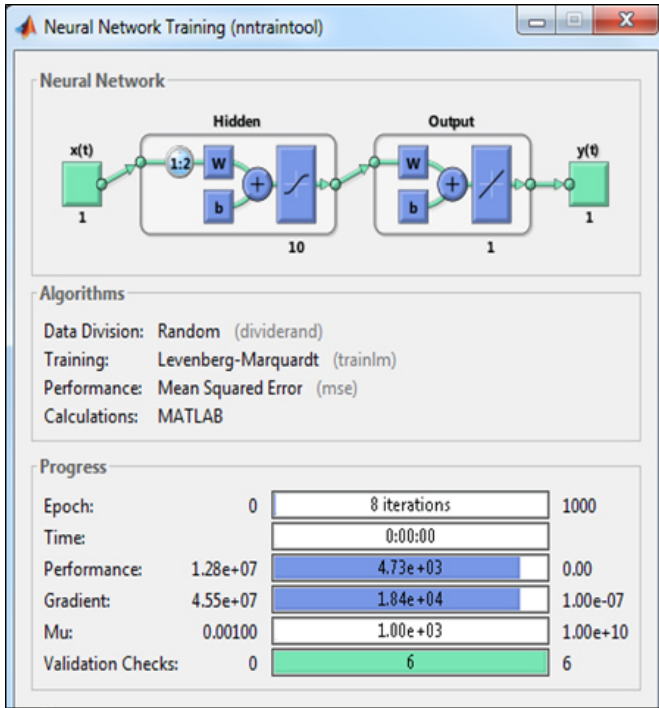 Neural Network Training (nntraintool)
Neural Network
Hidden Output
x(t) y(t)
1:2 W W
+ +
b b
1 10 1 1
Algorithms
Data Division: Random (dividerand)
Training: Levenberg-Marquardt (trainlm)
Performance: Mean Squared Error (mse)
Calculations: MATLAB
Progress
Epoch: 0 8 iterations 1000
Time: 0:00:00
Performance: 1.28e+07 4.73e+03 0.00
Gradient: 4.55e+07 1.84e+04 1.00e-07
Mu: 0.00100 1.00e+03 1.00e+10
Validation Checks: 0 6 6